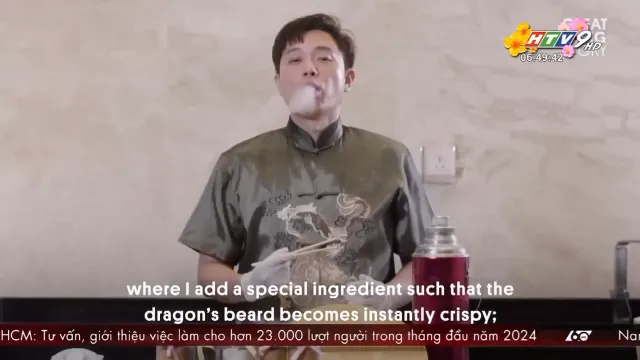 HTV9 HD
06:49:42
where I add a special ingredient such that the
dragon's beard becomes instantly crispy;
HCM: Tư vấn, giới thiệu việc làm cho hơn 23.000 lượt người trong tháng đầu năm 2024
Na